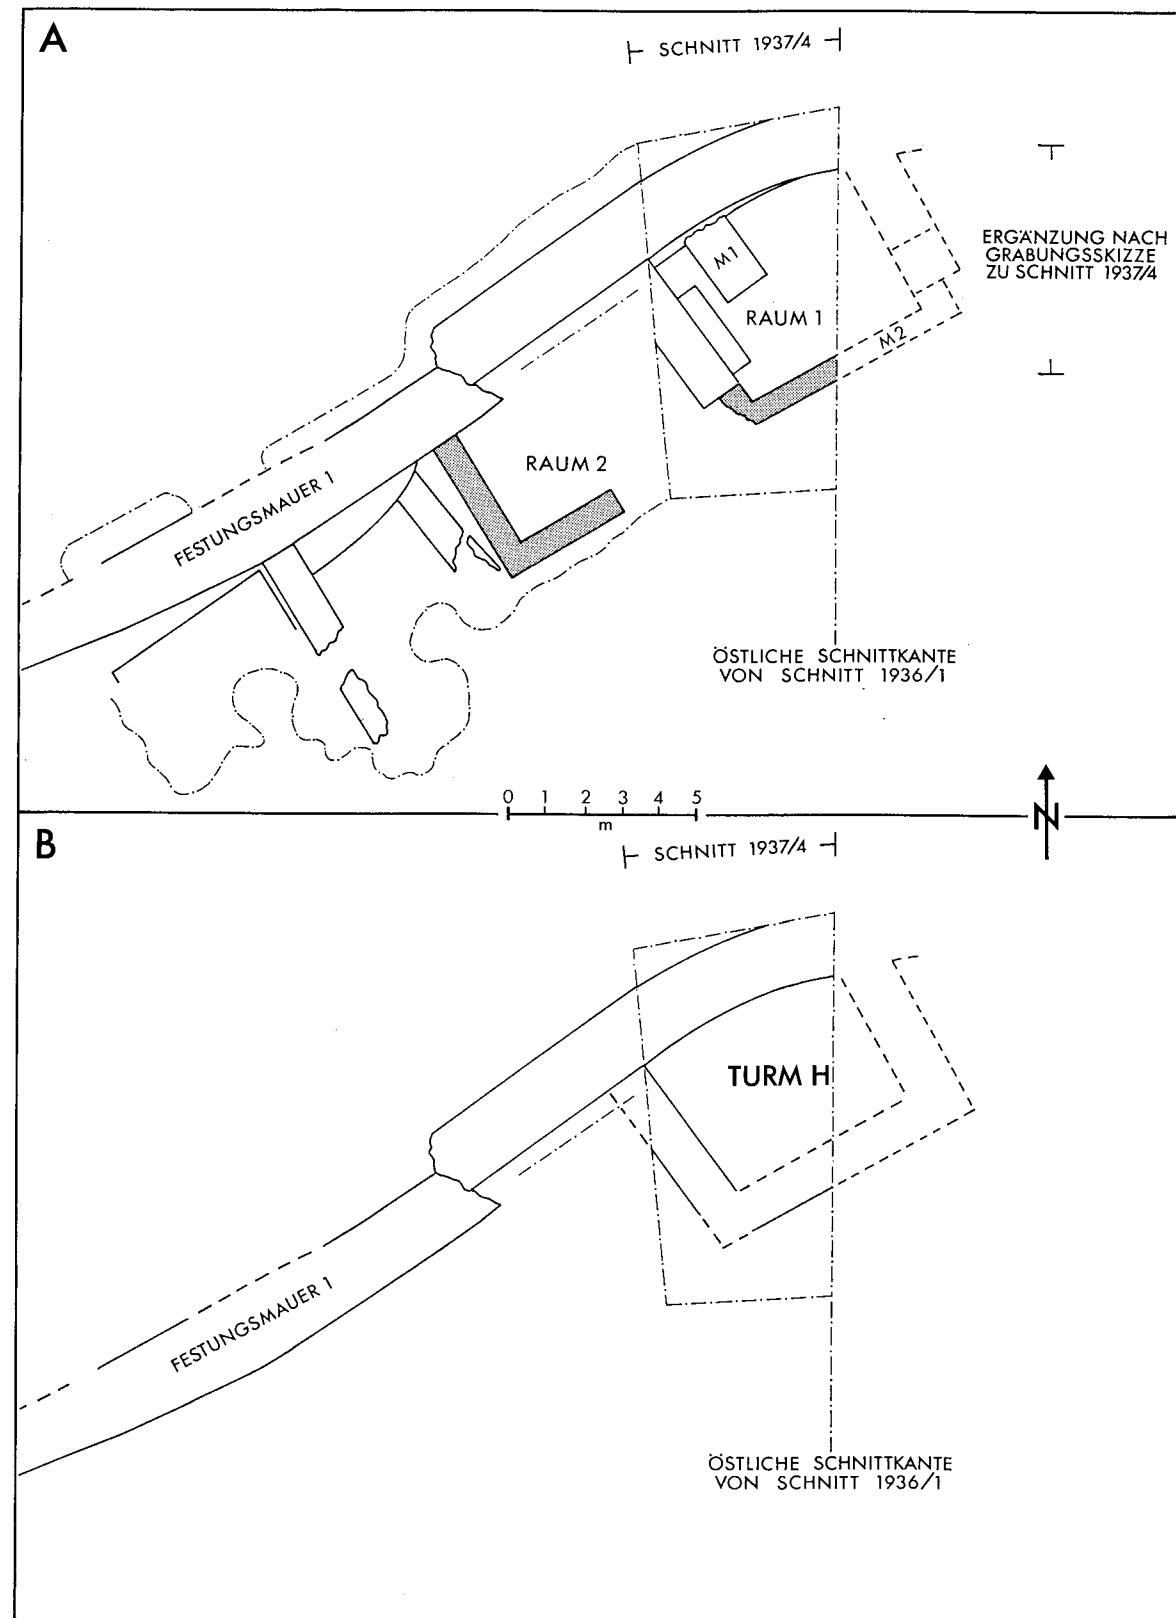 A
SCHNITT 1937/4
ERGÄNZUNG NACH
GRABUNGSSKIZZE
ZU SCHNITT 1937/4
M1
RAUM 1
M2
RAUM 2
FESTUNGSMAUER 1
ÖSTLICHE SCHNITTKANTE
VON SCHNITT 1936/1
0 1 2 3 4 5
m
N
B
SCHNITT 1937/4
TURM H
FESTUNGSMAUER 1
ÖSTLICHE SCHNITTKANTE
VON SCHNITT 1936/1